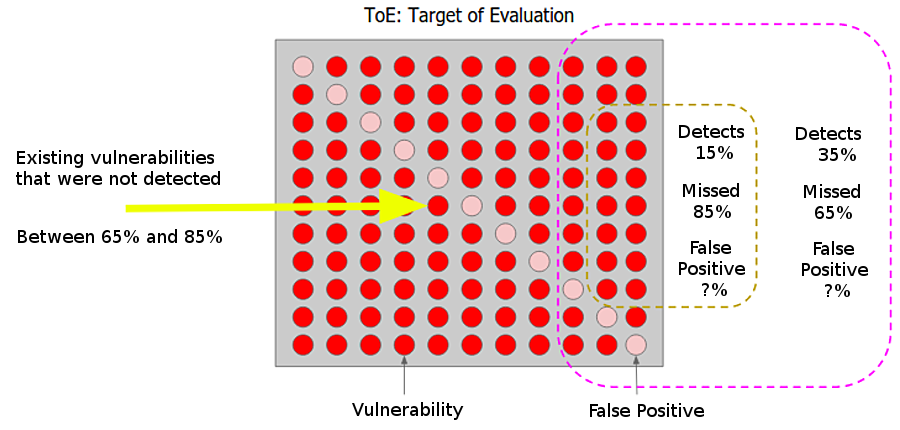 ToE: Target of Evaluation
Existing vulnerabilities
that were not detected
Between 65% and 85%
Detects
15%
Missed
85%
False
Positive
?%
Detects
35%
Missed
65%
False
Positive
?%
Vulnerability
False Positive